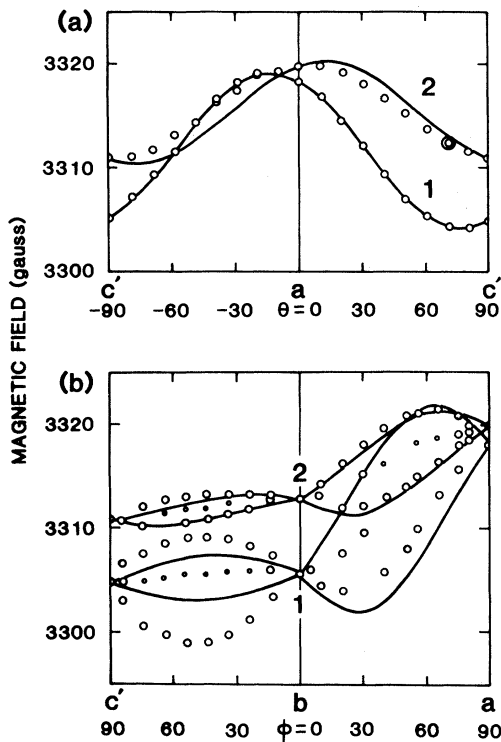 (a)
3320
2
3310
1
3300
c′ a c′
-90 -60 -30 θ=0 30 60 90
MAGNETIC FIELD (gauss)
(b)
3320
2
3310
1
3300
c′ b a
90 60 30 ϕ=0 30 60 90